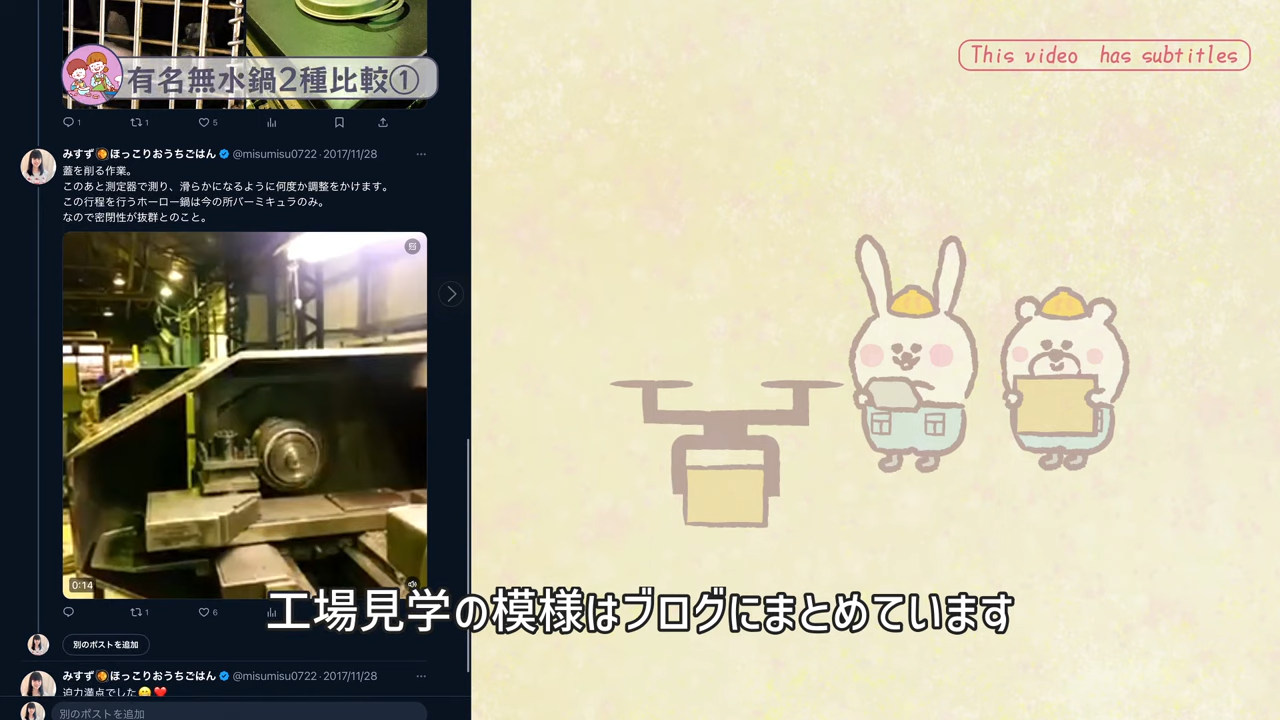 有名無水鍋2種比較①
This video has subtitles
1
1
5
みすず🥘ほっこりおうちごはん @misumisu0722 · 2017/11/28
蓋を削る作業。
このあと測定器で測り、滑らかになるように何度か調整をかけます。
この行程を行うホーロー鍋は今の所バーミキュラのみ。
なので密閉性が抜群とのこと。
0:14
1
6
工場見学の模様はブログにまとめています
別のポストを追加
みすず🥘ほっこりおうちごはん @misumisu0722 · 2017/11/28
迫力満点でした😊❤️
別のポストを追加